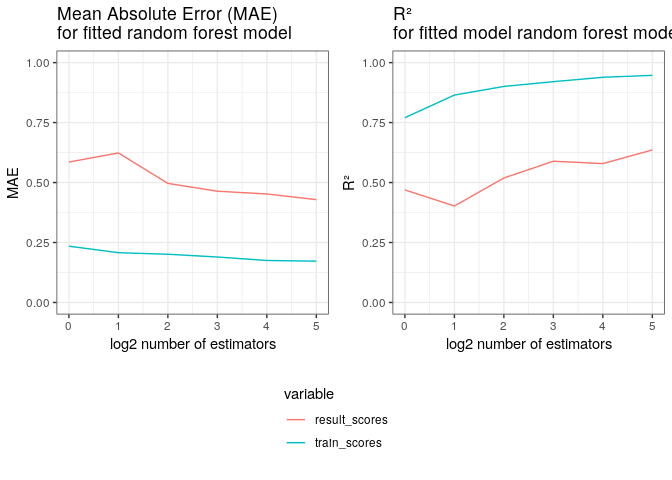 Mean Absolute Error (MAE)
for fitted random forest model
R²
for fitted model random forest mode
1.00
0.75
0.50
0.25
0.00
MAE
0 1 2 3 4 5
log2 number of estimators
1.00
0.75
0.50
0.25
0.00
R²
0 1 2 3 4 5
log2 number of estimators
variable
result_scores
train_scores